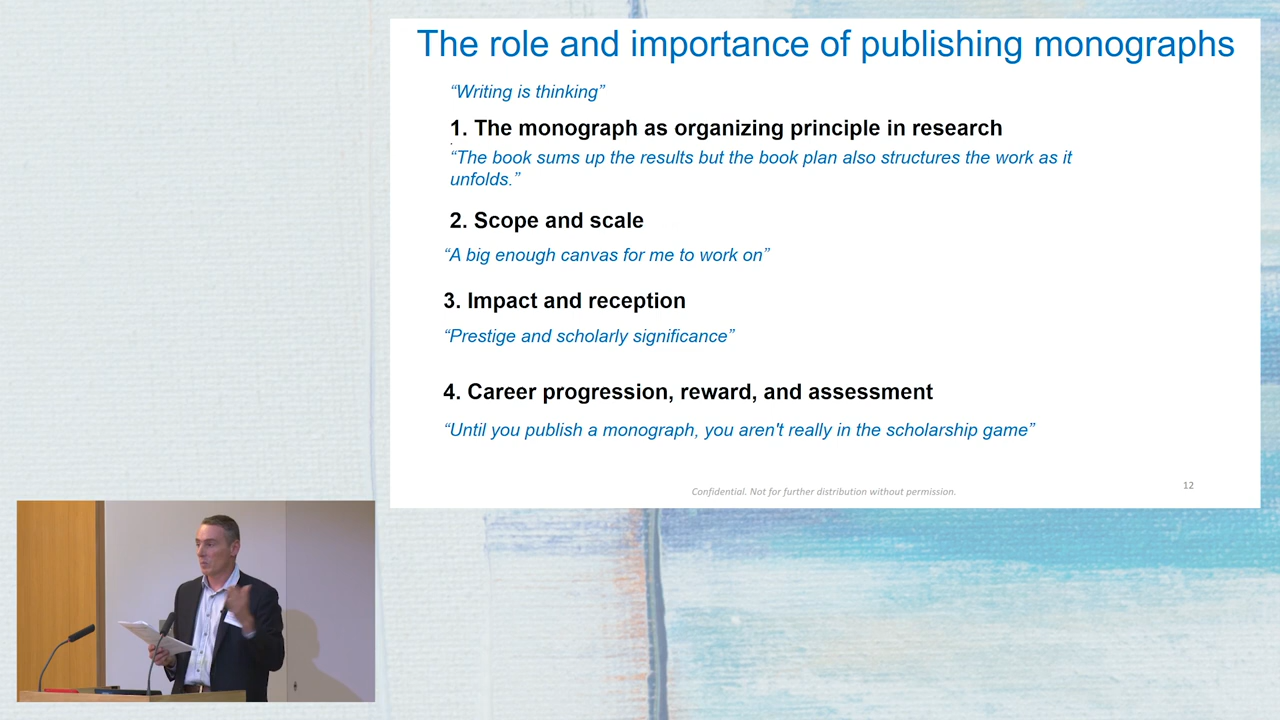 The role and importance of publishing monographs
“Writing is thinking”
1. The monograph as organizing principle in research
“The book sums up the results but the book plan also structures the work as it
unfolds.”
2. Scope and scale
“A big enough canvas for me to work on”
3. Impact and reception
“Prestige and scholarly significance”
4. Career progression, reward, and assessment
“Until you publish a monograph, you aren't really in the scholarship game”
Confidential. Not for further distribution without permission.
12